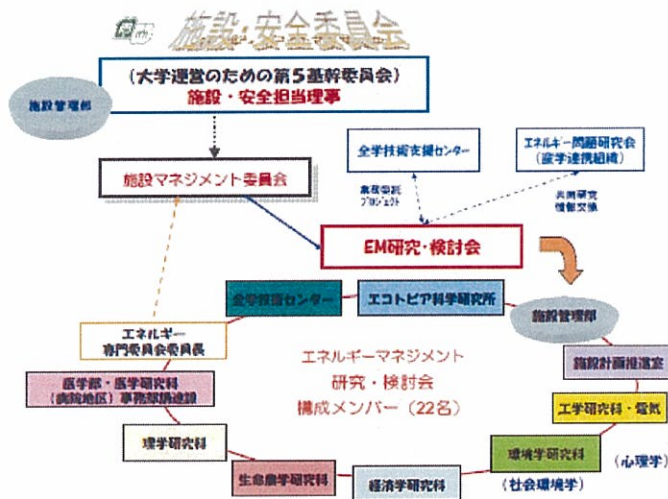 施設・安全委員会
(大学運営のための第5基幹委員会)
施設・安全担当理事
施設管理部
施設マネジメント委員会
全学技術支援センター
エネルギー問題研究会
(産学連携組織)
業務委託
プロジェクト
共同研究
情報交換
EM研究・検討会
全学技術センター
エコトピア科学研究所
施設管理部
エネルギー
専門委員会委員長
施設計画推進室
医学部・医学研究科
(病院地区)事務部構造設
エネルギーマネジメント
研究・検討会
構成メンバー(22名)
工学研究科・電気
理学研究科
環境学研究科
(心理学)
生命農学研究科
経済学研究科
(社会環境学)